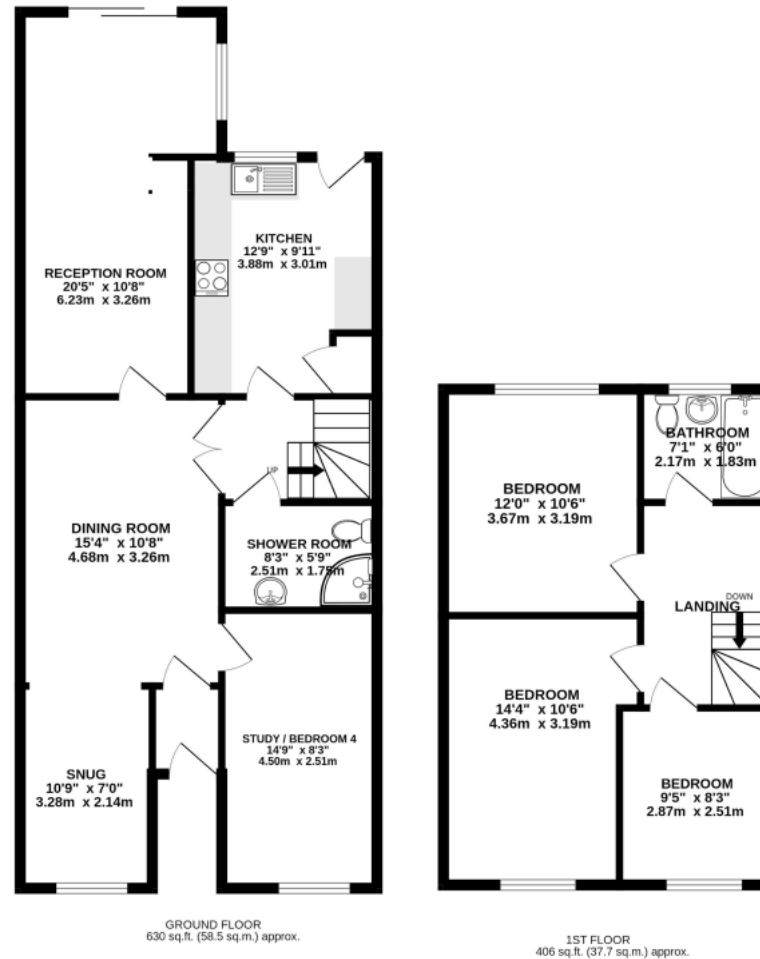 RECEPTION ROOM
20'5" x 10'8"
6.23m x 3.26m
KITCHEN
12'9" x 9'11"
3.88m x 3.01m
DINING ROOM
15'4" x 10'8"
4.68m x 3.26m
UP
SHOWER ROOM
8'3" x 5'9"
2.51m x 1.75m
SNUG
10'9" x 7'0"
3.28m x 2.14m
STUDY / BEDROOM 4
14'9" x 8'3"
4.50m x 2.51m
GROUND FLOOR
630 sq.ft. (58.5 sq.m.) approx.
BEDROOM
12'0" x 10'6"
3.67m x 3.19m
BATHROOM
7'1" x 6'0"
2.17m x 1.83m
LANDING
DOWN
BEDROOM
14'4" x 10'6"
4.36m x 3.19m
BEDROOM
9'5" x 8'3"
2.87m x 2.51m
1ST FLOOR
406 sq.ft. (37.7 sq.m.) approx.